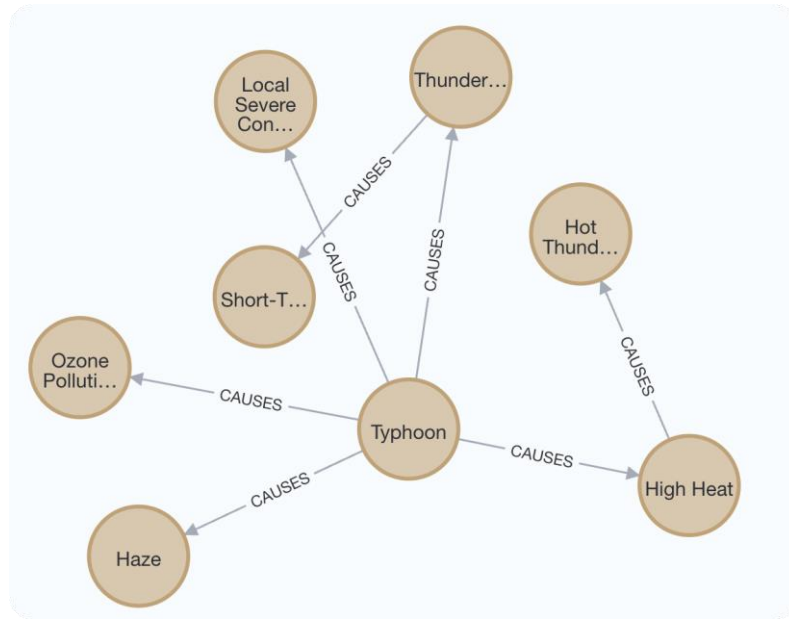 Local
Severe
Con...
Thunder...
CAUSES
Hot
Thund...
CAUSES
CAUSES
Short-T...
CAUSES
Ozone
Polluti...
CAUSES
Typhoon
CAUSES
High Heat
CAUSES
Haze